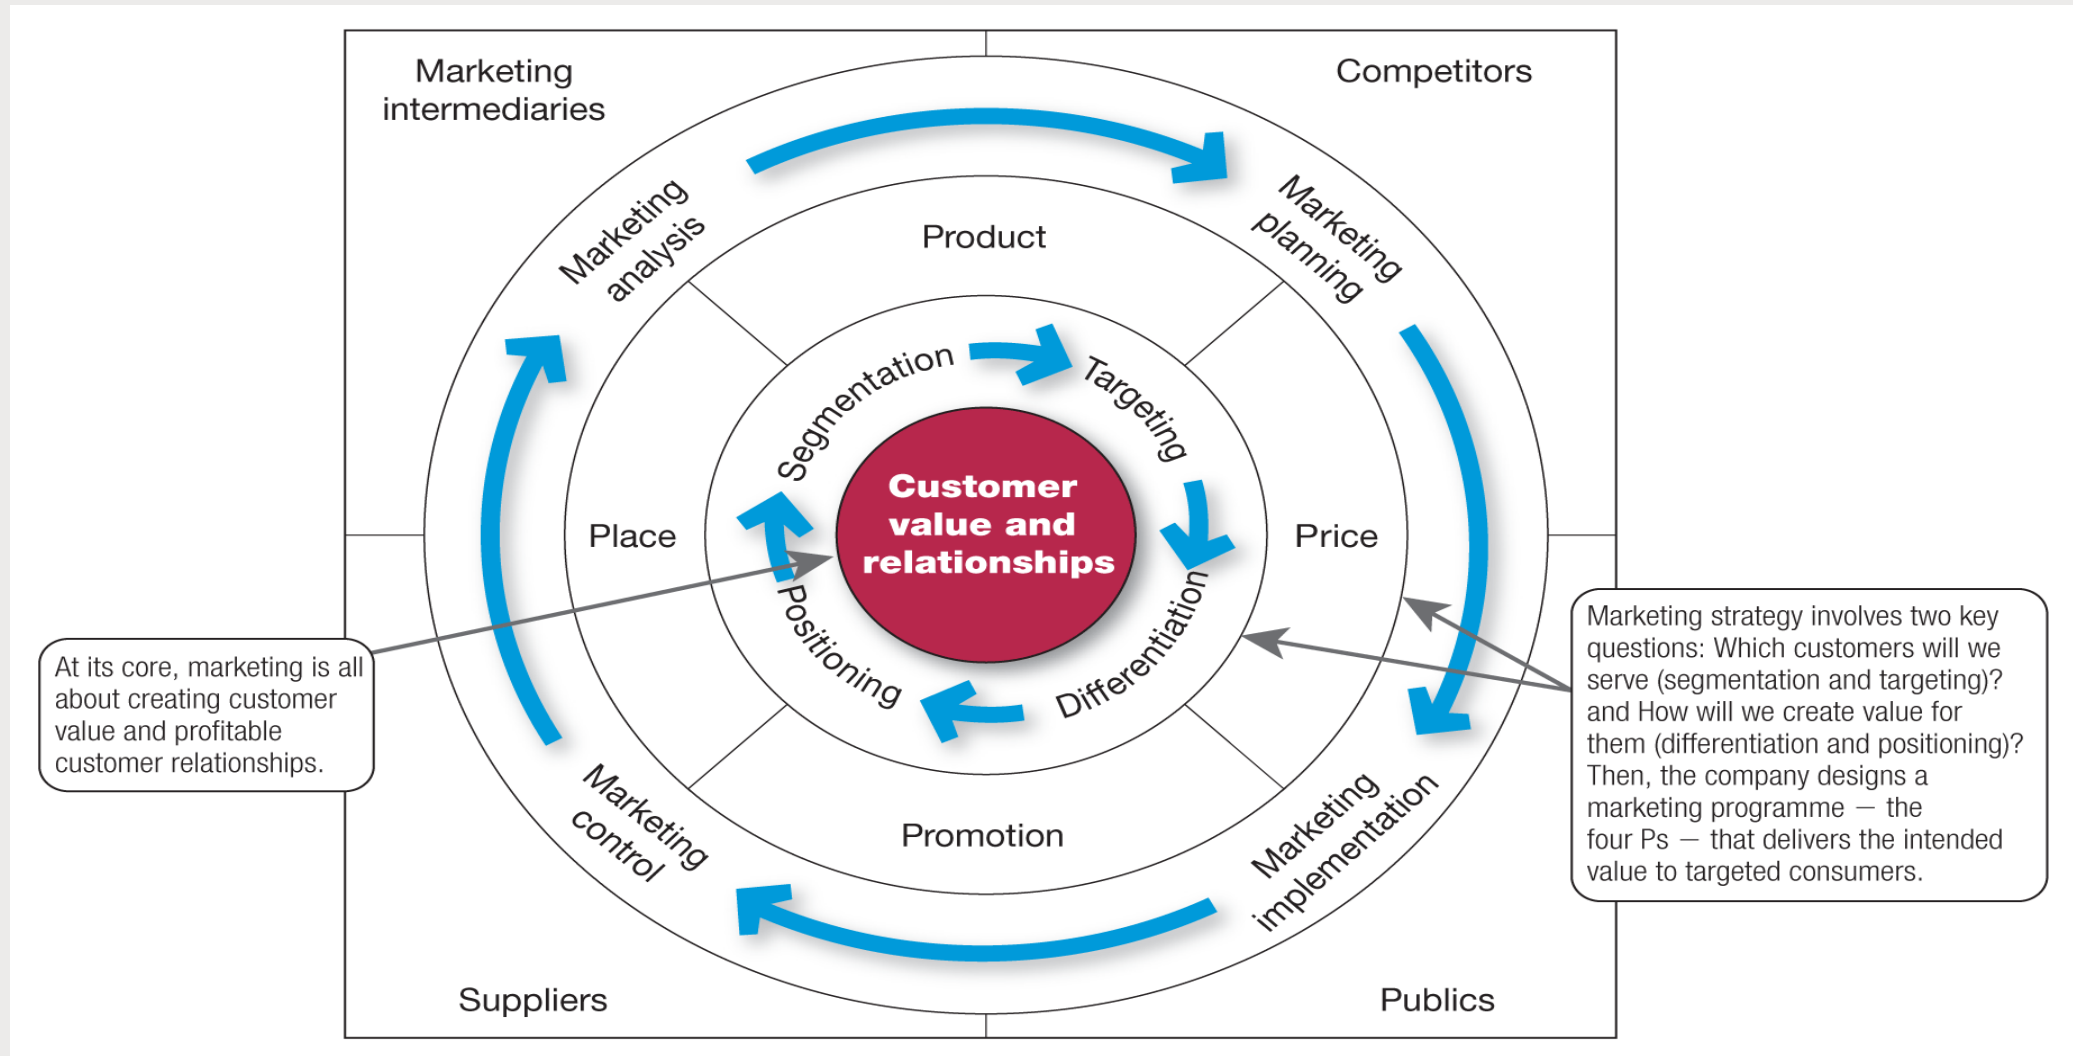 Marketing
intermediaries
Competitors
Marketing
analysis
Marketing
planning
Product
Segmentation
Targeting
Customer
value and
relationships
Place
Price
Positioning
Differentiation
At its core, marketing is all
about creating customer
value and profitable
customer relationships.
Marketing strategy involves two key
questions: Which customers will we
serve (segmentation and targeting)?
and How will we create value for
them (differentiation and positioning)?
Then, the company designs a
marketing programme — the
four Ps — that delivers the intended
value to targeted consumers.
Marketing
control
Promotion
Marketing
implementation
Suppliers
Publics